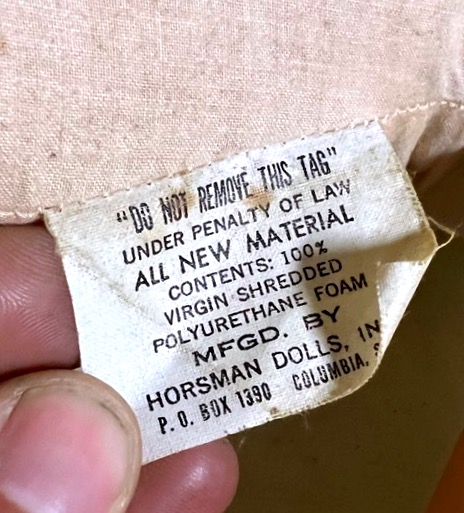 "DO NOT REMOVE THIS TAG"
UNDER PENALTY OF LAW
ALL NEW MATERIAL
CONTENTS: 100%
VIRGIN SHREDDED
POLYURETHANE FOAM
MFGD. BY
HORSMAN DOLLS, IN
P. O. BOX 1390 COLUMBIA, S